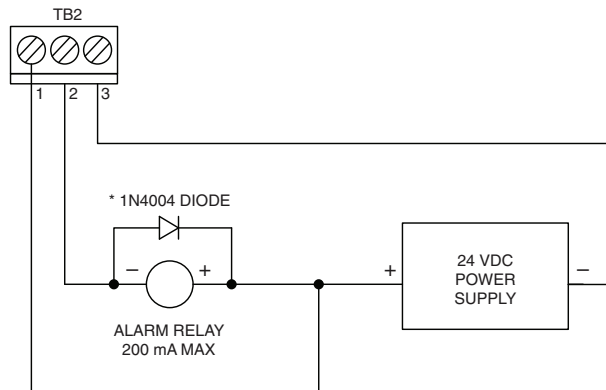 TB2
1 2 3
* 1N4004 DIODE
− +
ALARM RELAY
200 mA MAX
+ −
24 VDC
POWER
SUPPLY